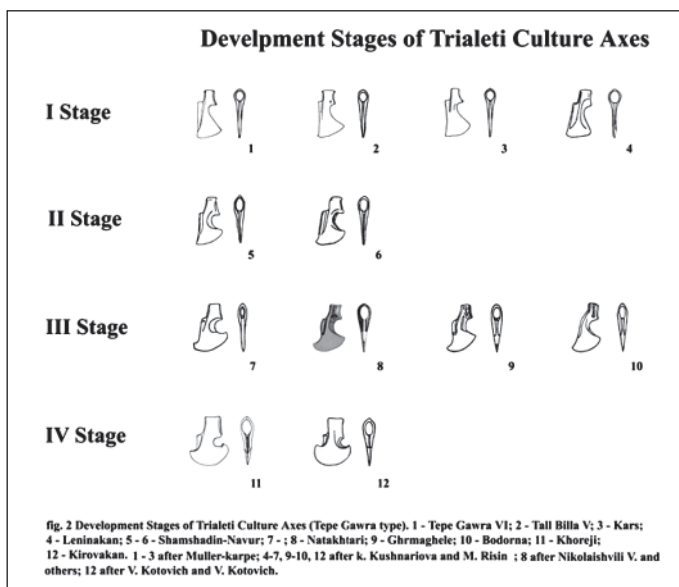 Develpment Stages of Trialeti Culture Axes
I Stage
1 2 3 4
II Stage
5 6
III Stage
7 8 9 10
IV Stage
11 12
fig. 2 Development Stages of Trialeti Culture Axes (Tepe Gawra type). 1 - Tepe Gawra VI; 2 - Tall Billa V; 3 - Kars;
4 - Leninakan; 5 - 6 - Shamshadin-Navur; 7 - ; 8 - Natakhtari; 9 - Ghrmaghele; 10 - Bodorna; 11 - Khoreji;
12 - Kirovakan. 1 - 3 after Muller-karpe; 4-7, 9-10, 12 after k. Kushnariova and M. Risin ; 8 after Nikolaishvili V. and
others; 12 after V. Kotovich and V. Kotovich.